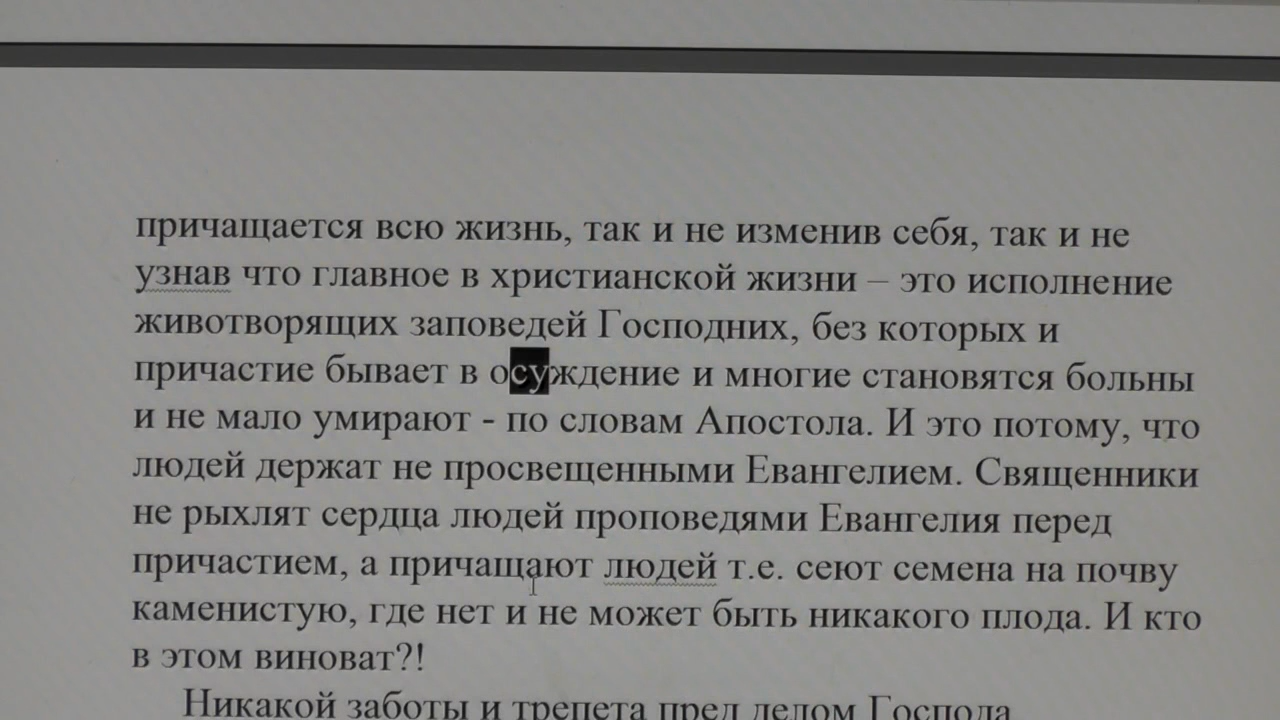 причащается всю жизнь, так и не изменив себя, так и не
узнав что главное в христианской жизни – это исполнение
животворящих заповедей Господних, без которых и
причастие бывает в осуждение и многие становятся больны
и не мало умирают - по словам Апостола. И это потому, что
людей держат не просвещенными Евангелием. Священники
не рыхлят сердца людей проповедями Евангелия перед
причастием, а причащают людей т.е. сеют семена на почву
каменистую, где нет и не может быть никакого плода. И кто
в этом виноват?!
Никакой заботы и трепета пред делом Господа